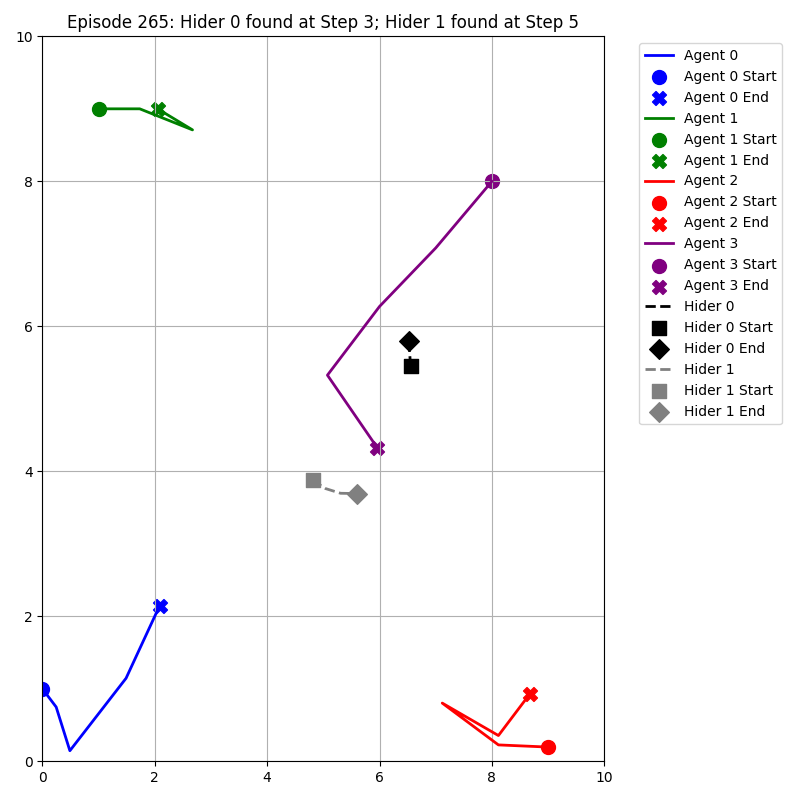 Episode 265: Hider 0 found at Step 3; Hider 1 found at Step 5
10
8
6
4
2
0
0
2
4
6
8
10
Agent 0
Agent 0 Start
Agent 0 End
Agent 1
Agent 1 Start
Agent 1 End
Agent 2
Agent 2 Start
Agent 2 End
Agent 3
Agent 3 Start
Agent 3 End
Hider 0
Hider 0 Start
Hider 0 End
Hider 1
Hider 1 Start
Hider 1 End